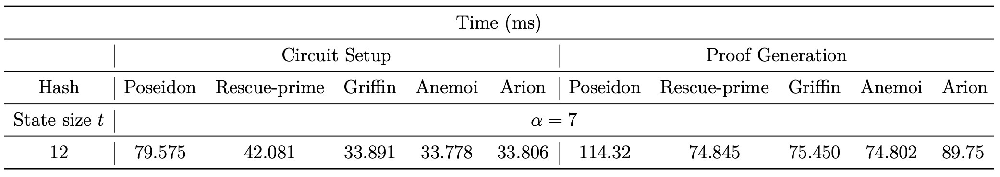 Time (ms)
Circuit Setup Proof Generation
Hash Poseidon Rescue-prime Griffin Anemoi Arion Poseidon Rescue-prime Griffin Anemoi Arion
State size t α = 7
12 79.575 42.081 33.891 33.778 33.806 114.32 74.845 75.450 74.802 89.75